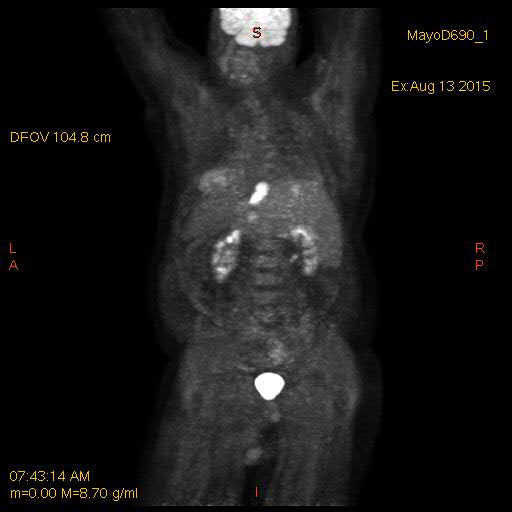 S
MayoD690_1
Ex:Aug 13 2015
DFOV 104.8 cm
L
A
R
P
07:43:14 AM
m=0.00 M=8.70 g/ml
I